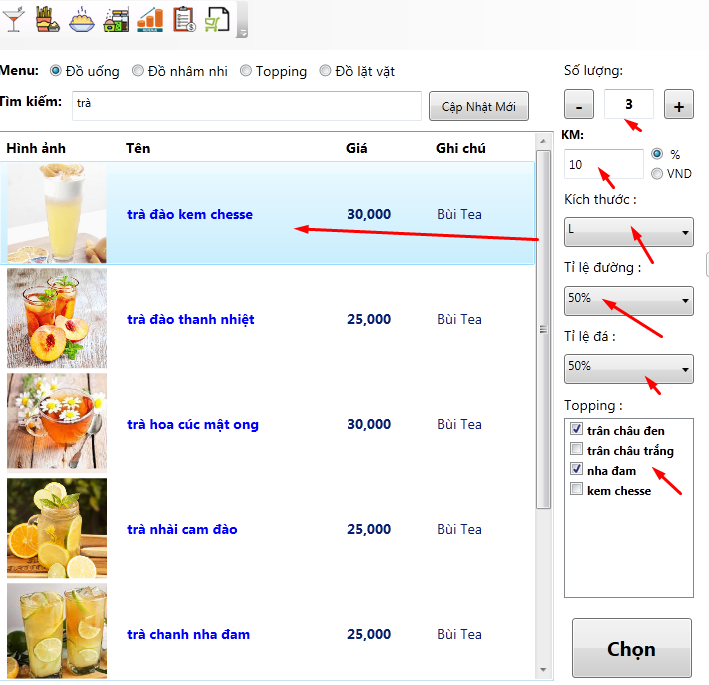 Menu: Đồ uống Đồ nhâm nhi Topping Đồ lặt vặt
Tìm kiếm: trà Cập Nhật Mới
Hình ảnh Tên Giá Ghi chú
trà đào kem chesse 30,000 Bùi Tea
trà đào thanh nhiệt 25,000 Bùi Tea
trà hoa cúc mật ong 30,000 Bùi Tea
trà nhài cam đào 25,000 Bùi Tea
trà chanh nha đam 25,000 Bùi Tea
Số lượng:
- 3 +
KM:
10 %
VND
Kích thước :
L
Tỉ lệ đường :
50%
Tỉ lệ đá :
50%
Topping :
trân châu đen
trân châu trắng
nha đam
kem chesse
Chọn